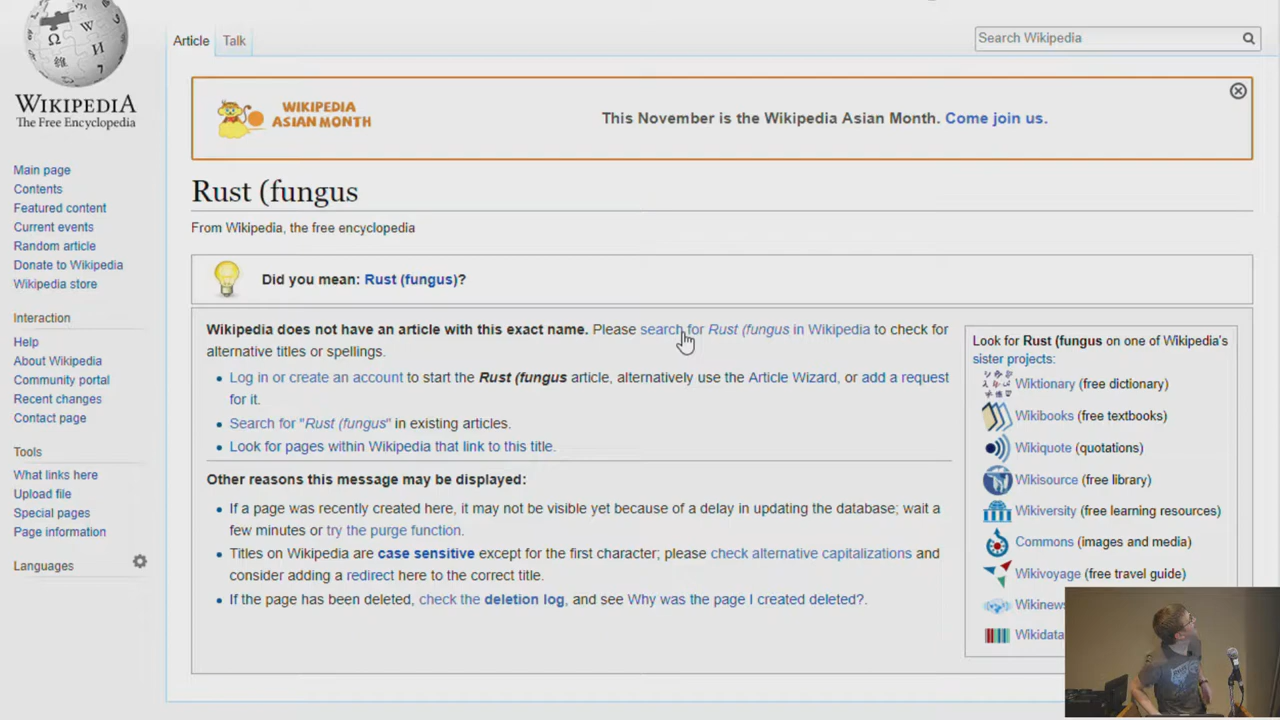 WIKIPEDIA
The Free Encyclopedia
Main page
Contents
Featured content
Current events
Random article
Donate to Wikipedia
Wikipedia store
Interaction
Help
About Wikipedia
Community portal
Recent changes
Contact page
Tools
What links here
Upload file
Special pages
Page information
Languages
Article Talk
Search Wikipedia
WIKIPEDIA
ASIAN MONTH
This November is the Wikipedia Asian Month. Come join us.
Rust (fungus
From Wikipedia, the free encyclopedia
Did you mean: Rust (fungus)?
Wikipedia does not have an article with this exact name. Please search for Rust (fungus in Wikipedia to check for
alternative titles or spellings.
Log in or create an account to start the Rust (fungus article, alternatively use the Article Wizard, or add a request
for it.
Search for "Rust (fungus" in existing articles.
Look for pages within Wikipedia that link to this title.
Other reasons this message may be displayed:
If a page was recently created here, it may not be visible yet because of a delay in updating the database; wait a
few minutes or try the purge function.
Titles on Wikipedia are case sensitive except for the first character; please check alternative capitalizations and
consider adding a redirect here to the correct title.
If the page has been deleted, check the deletion log, and see Why was the page I created deleted?.
Look for Rust (fungus on one of Wikipedia's
sister projects:
Wiktionary (free dictionary)
Wikibooks (free textbooks)
Wikiquote (quotations)
Wikisource (free library)
Wikiversity (free learning resources)
Commons (images and media)
Wikivoyage (free travel guide)
Wikinews
Wikidata